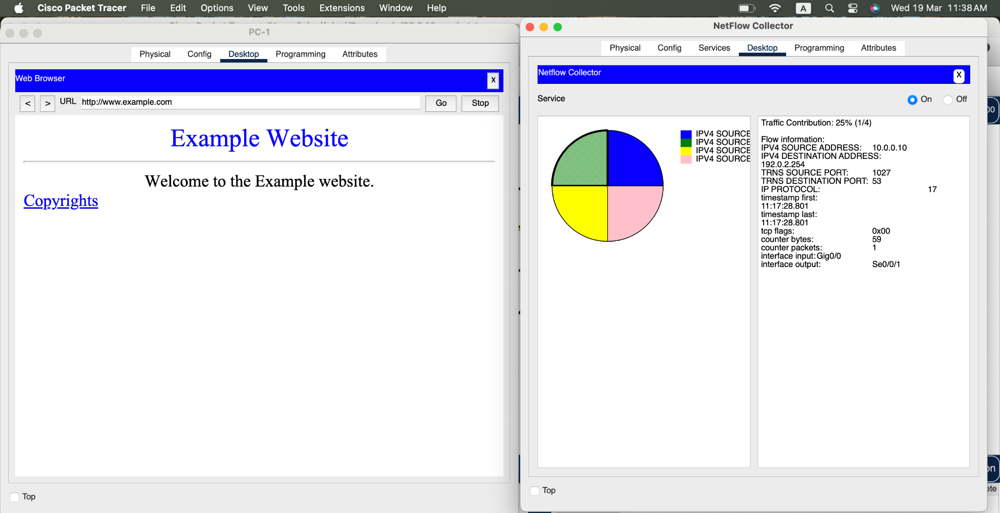 Cisco Packet Tracer File Edit Options View Tools Extensions Window Help A Wed 19 Mar 11:38 AM
PC-1
Physical Config Desktop Programming Attributes
Web Browser X
< > URL http://www.example.com Go Stop
Example Website
Welcome to the Example website.
Copyrights
Top
NetFlow Collector
Physical Config Services Desktop Programming Attributes
Netflow Collector X
Service On Off
IPV4 SOURCE
IPV4 SOURCE
IPV4 SOURCE
IPV4 SOURCE
Traffic Contribution: 25% (1/4)
Flow information:
IPV4 SOURCE ADDRESS: 10.0.0.10
IPV4 DESTINATION ADDRESS:
192.0.2.254
TRNS SOURCE PORT: 1027
TRNS DESTINATION PORT: 53
IP PROTOCOL: 17
timestamp first:
11:17:28.801
timestamp last:
11:17:28.801
tcp flags: 0x00
counter bytes: 59
counter packets: 1
interface input:Gig0/0
interface output: Se0/0/1
Top